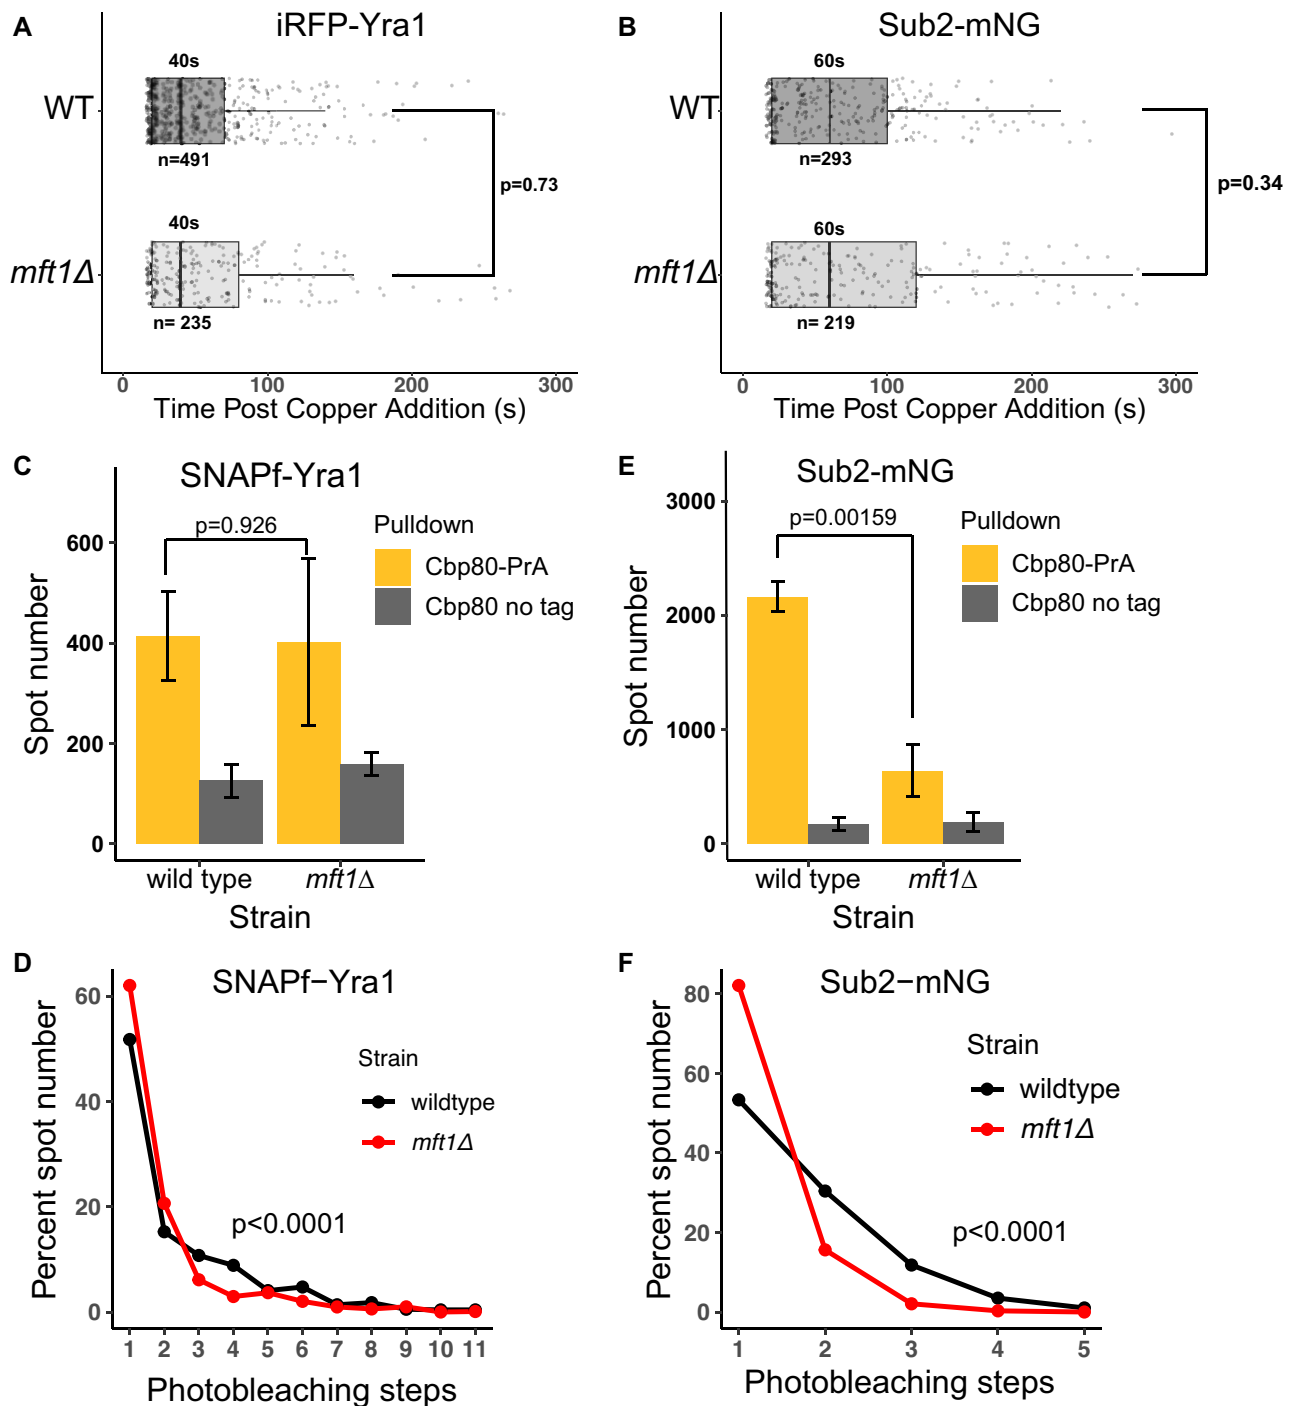 A
iRFP-Yra1
40s
WT
n=491
p=0.73
40s
mft1Δ
n= 235
0 100 200 300
Time Post Copper Addition (s)
B
Sub2-mNG
60s
WT
n=293
p=0.34
60s
mft1Δ
n= 219
0 100 200 300
Time Post Copper Addition (s)
C
SNAPf-Yra1
p=0.926
Pulldown
Cbp80-PrA
Cbp80 no tag
600
400
200
0
Spot number
wild type mft1Δ
Strain
E
Sub2-mNG
p=0.00159
Pulldown
Cbp80-PrA
Cbp80 no tag
3000
2000
1000
0
Spot number
wild type mft1Δ
Strain
D
SNAPf−Yra1
Strain
wildtype
mft1Δ
p<0.0001
60
40
20
0
Percent spot number
1 2 3 4 5 6 7 8 9 10 11
Photobleaching steps
F
Sub2−mNG
Strain
wildtype
mft1Δ
p<0.0001
80
60
40
20
0
Percent spot number
1 2 3 4 5
Photobleaching steps